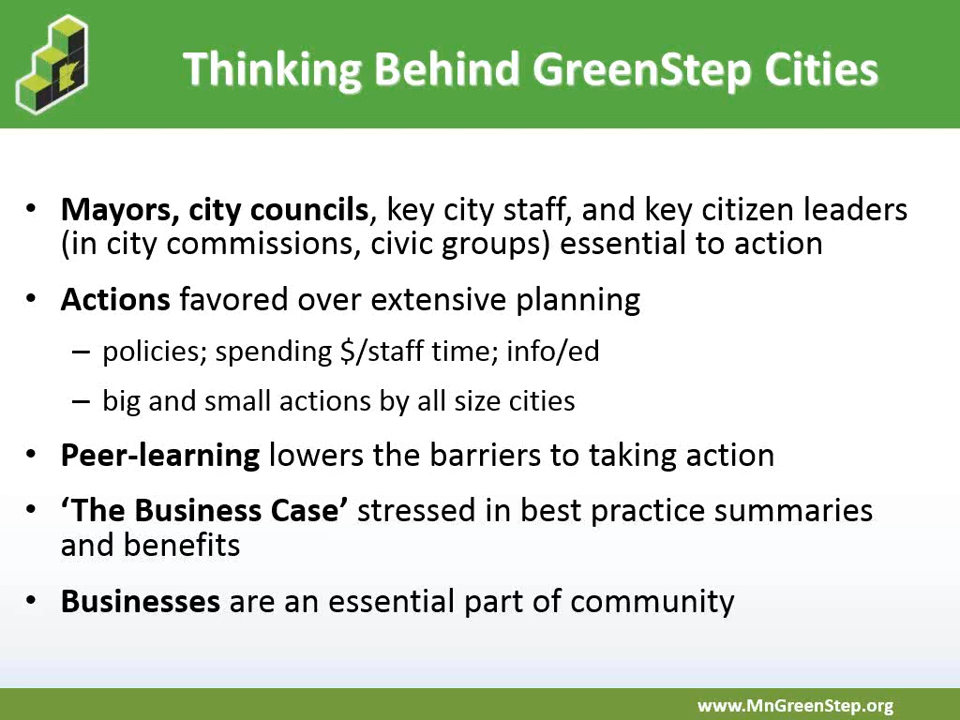 Thinking Behind GreenStep Cities
• Mayors, city councils, key city staff, and key citizen leaders
(in city commissions, civic groups) essential to action
• Actions favored over extensive planning
– policies; spending $/staff time; info/ed
– big and small actions by all size cities
• Peer-learning lowers the barriers to taking action
• ‘The Business Case’ stressed in best practice summaries
and benefits
• Businesses are an essential part of community
www.MnGreenStep.org